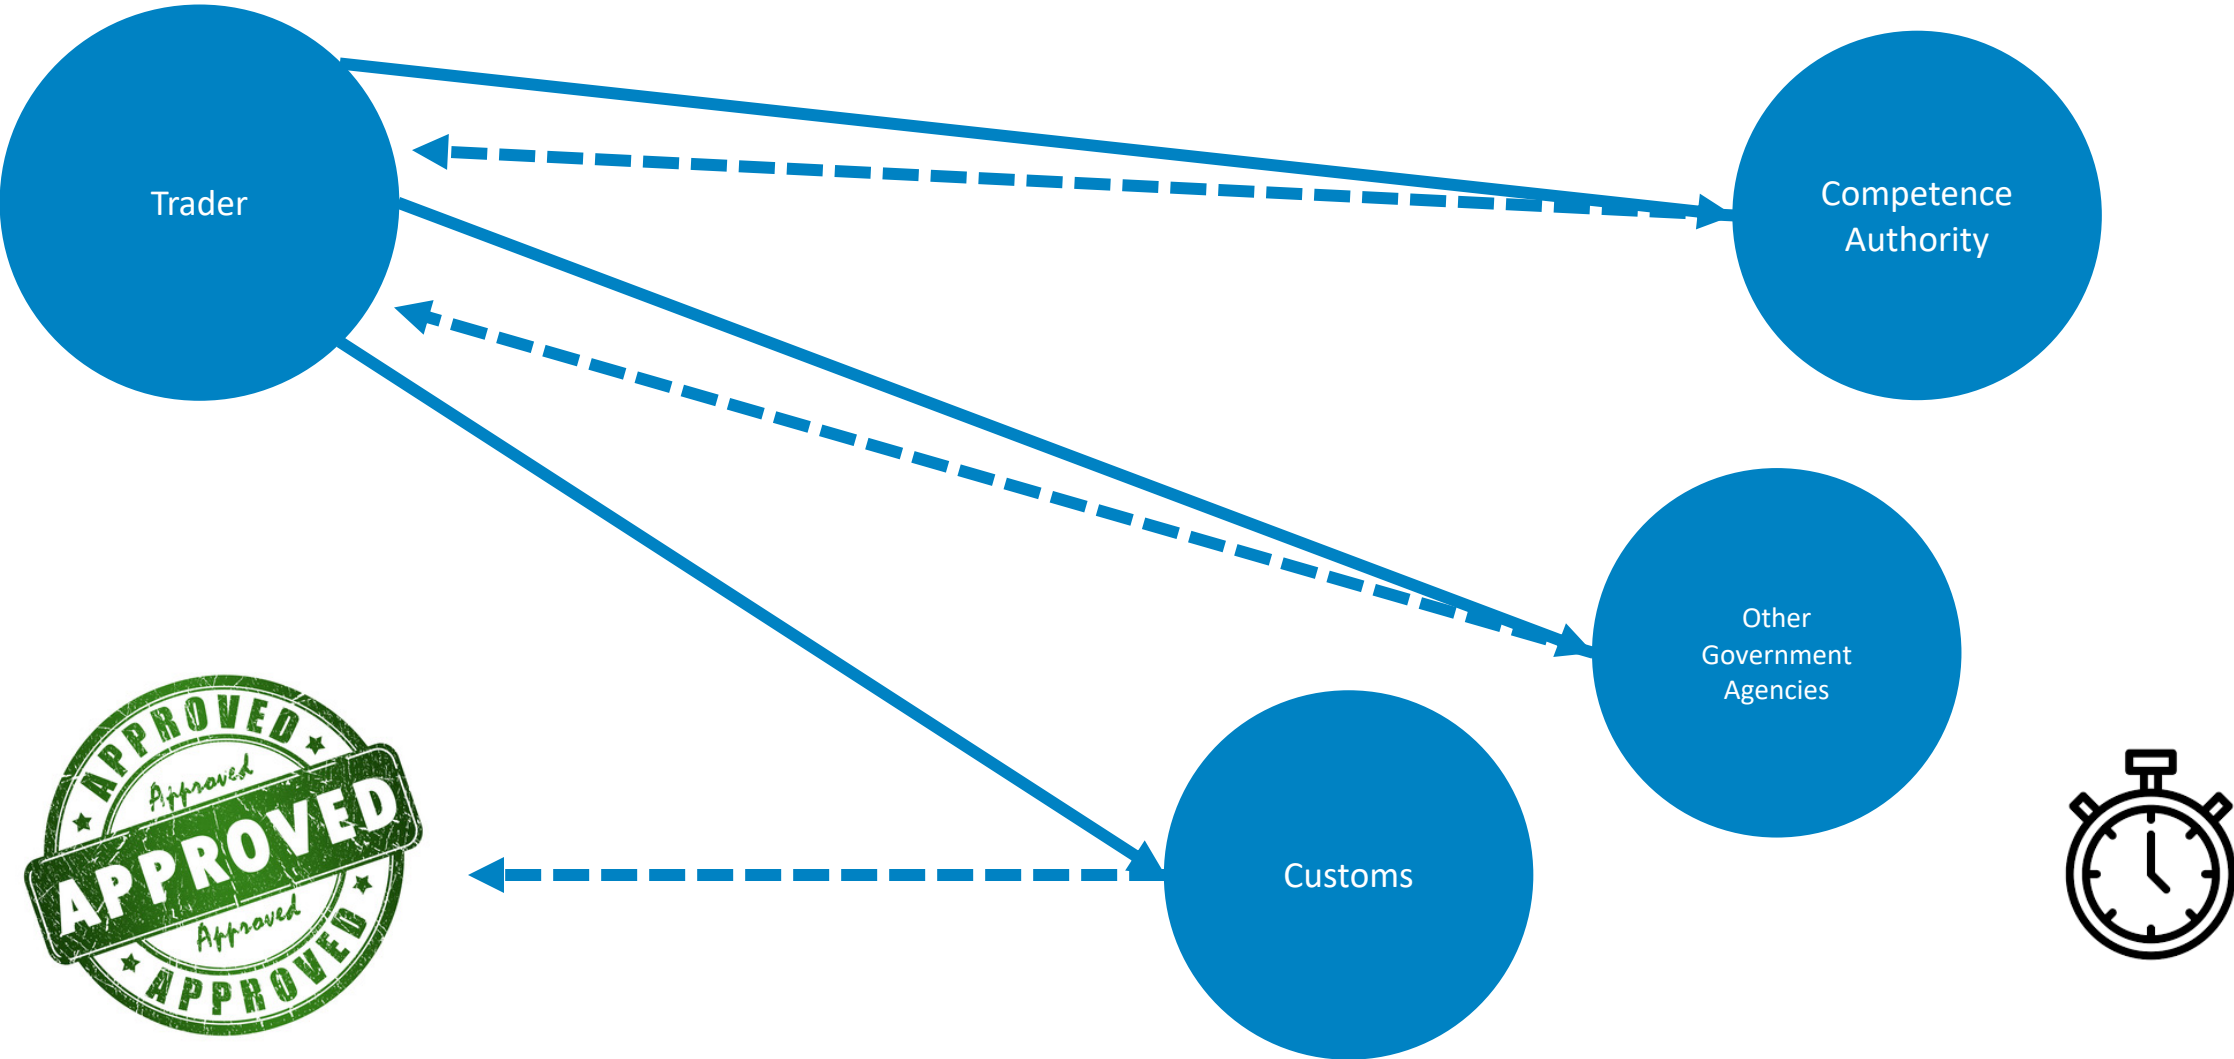 Trader
Competence
Authority
Other
Government
Agencies
Customs
APPROVED
Approved
APPROVED
Approved
APPROVED